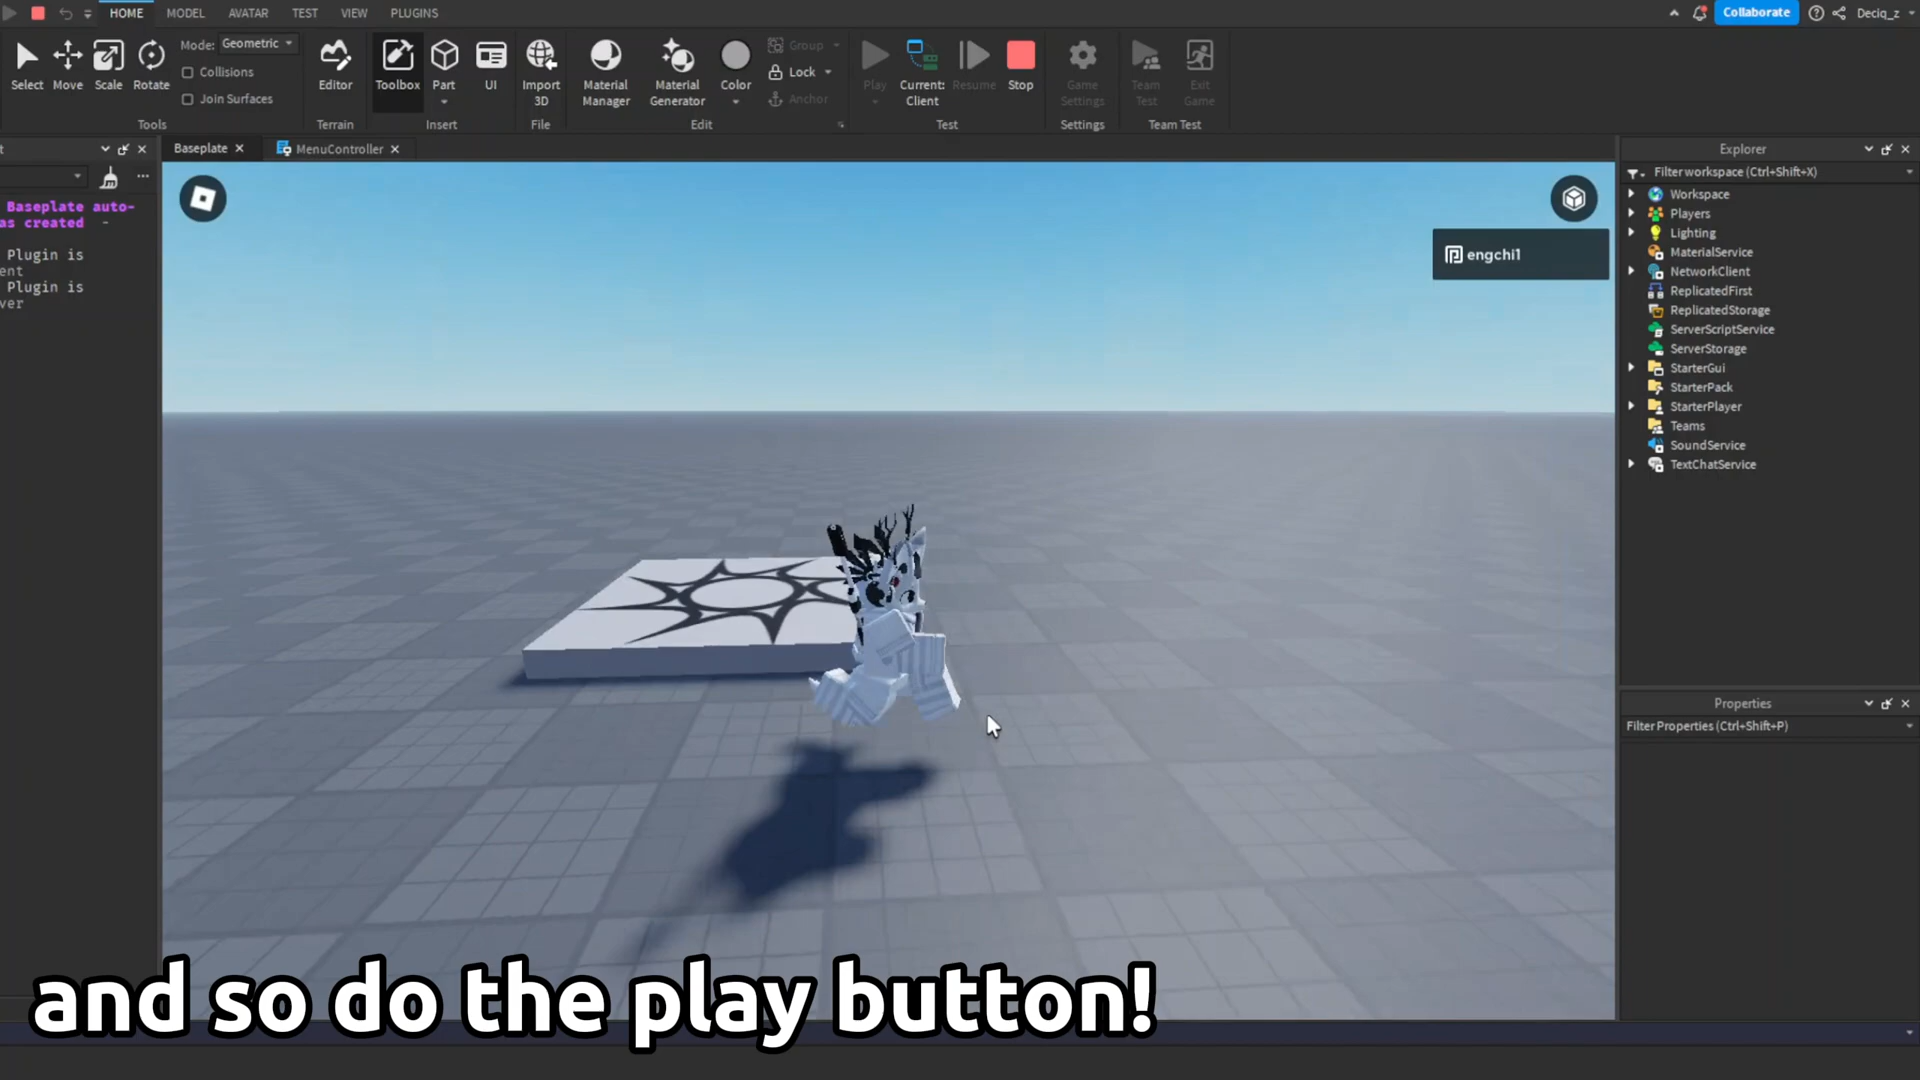 HOME
MODEL
AVATAR
TEST
VIEW
PLUGINS
Collaborate
Deciq_z
Select
Move
Scale
Rotate
Mode: Geometric
Collisions
Join Surfaces
Tools
Editor
Terrain
Toolbox
Part
UI
Insert
Import
3D
File
Material
Manager
Material
Generator
Color
Group
Lock
Anchor
Edit
Play
Current:
Client
Resume
Stop
Test
Game
Settings
Settings
Team
Test
Exit
Game
Team Test
t
Baseplate
MenuController
Baseplate auto-
as created -
Plugin is
ent
Plugin is
ver
engchi1
Explorer
Filter workspace (Ctrl+Shift+X)
Workspace
Players
Lighting
MaterialService
NetworkClient
ReplicatedFirst
ReplicatedStorage
ServerScriptService
ServerStorage
StarterGui
StarterPack
StarterPlayer
Teams
SoundService
TextChatService
Properties
Filter Properties (Ctrl+Shift+P)
and so do the play button!